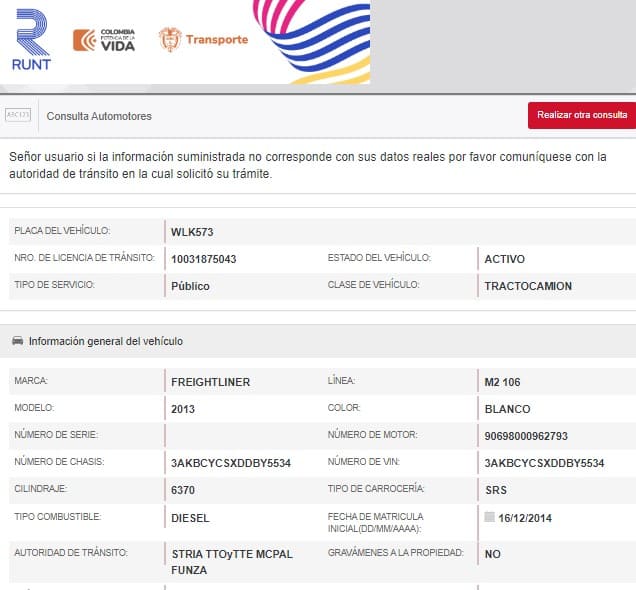 RUNT
COLOMBIA
POTENCIA DE LA
VIDA
Transporte
ABC123
Consulta Automotores
Realizar otra consulta
Señor usuario si la información suministrada no corresponde con sus datos reales por favor comuníquese con la
autoridad de tránsito en la cual solicitó su trámite.
PLACA DEL VEHÍCULO: WLK573
NRO. DE LICENCIA DE TRÁNSITO: 10031875043 ESTADO DEL VEHÍCULO: ACTIVO
TIPO DE SERVICIO: Público CLASE DE VEHÍCULO: TRACTOCAMION
Información general del vehículo
MARCA: FREIGHTLINER LÍNEA: M2 106
MODELO: 2013 COLOR: BLANCO
NÚMERO DE SERIE: NÚMERO DE MOTOR: 90698000962793
NÚMERO DE CHASIS: 3AKBCYCSXDDBY5534 NÚMERO DE VIN: 3AKBCYCSXDDBY5534
CILINDRAJE: 6370 TIPO DE CARROCERÍA: SRS
TIPO COMBUSTIBLE: DIESEL FECHA DE MATRICULA
INICIAL(DD/MM/AAAA): 16/12/2014
AUTORIDAD DE TRÁNSITO: STRIA TTOyTTE MCPAL GRAVÁMENES A LA PROPIEDAD: NO
FUNZA